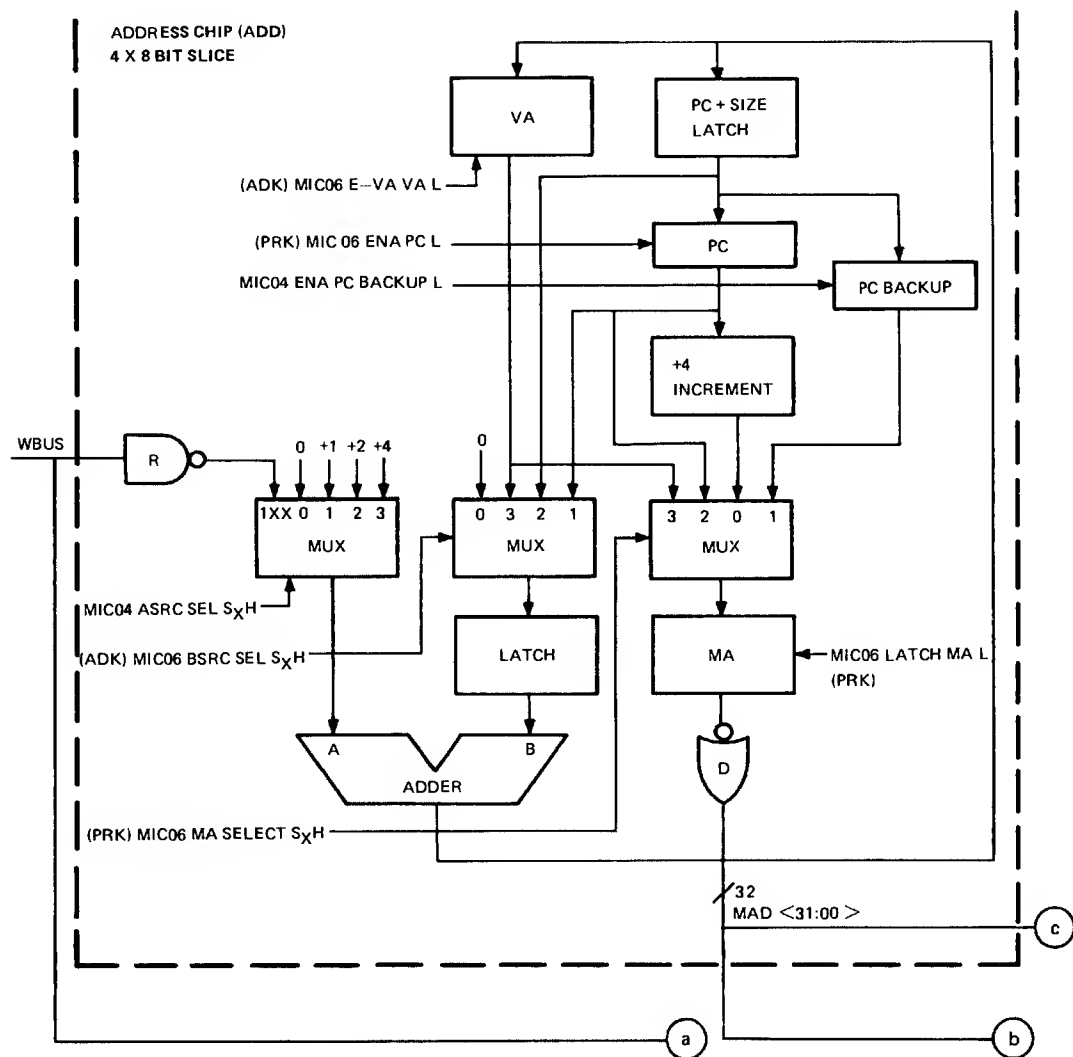 ADDRESS CHIP (ADD)
4 X 8 BIT SLICE
VA
PC + SIZE
LATCH
(ADK) MIC06 E-VA VA L
(PRK) MIC 06 ENA PC L
PC
MIC04 ENA PC BACKUP L
PC BACKUP
+4
INCREMENT
WBUS
R
0 +1 +2 +4
0
1XX 0 1 2 3
MUX
0 3 2 1
MUX
3 2 0 1
MUX
MIC04 ASRC SEL SXH
(ADK) MIC06 BSRC SEL SXH
LATCH
MA
MIC06 LATCH MA L
(PRK)
A
B
ADDER
D
(PRK) MIC06 MA SELECT SXH
32
MAD <31:00 >
c
a
b